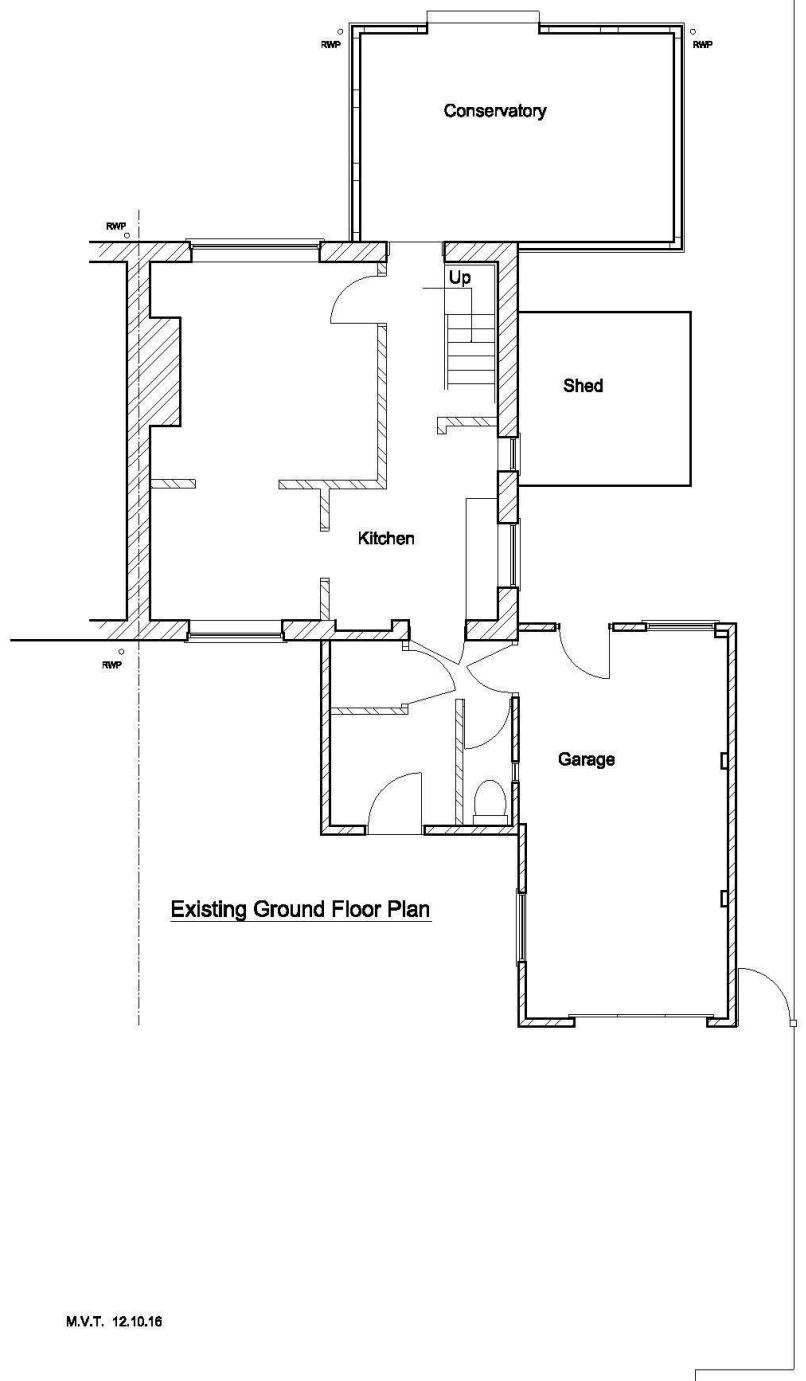 RWP
RWP
Conservatory
RWP
Up
Shed
Kitchen
RWP
Garage
Existing Ground Floor Plan
M.V.T. 12.10.16